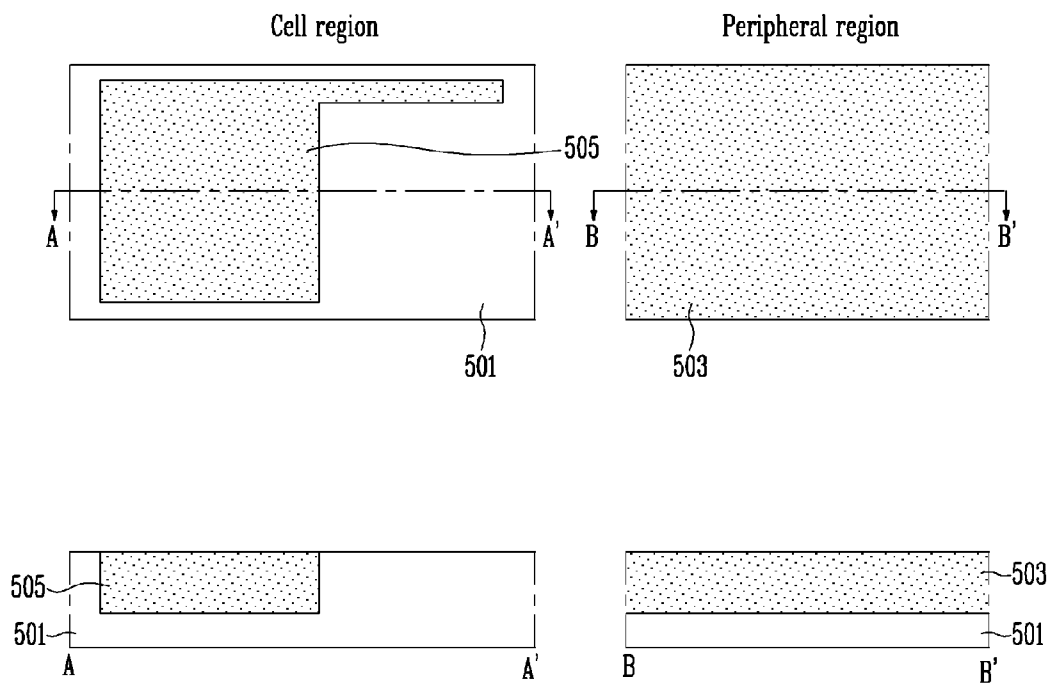 Cell region
Peripheral region
505
A
A'
B
B'
501
503
505
503
501
501
A
A'
B
B'